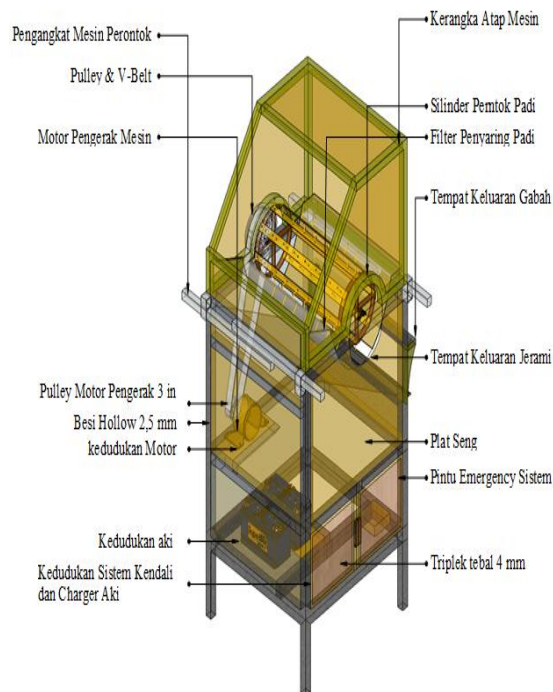 Pengangkat Mesin Perontok
Pulley & V-Belt
Motor Pengerak Mesin
Pulley Motor Pengerak 3 in
Besi Hollow 2,5 mm
kedudukan Motor
Kedudukan aki
Kedudukan Sistem Kendali
dan Charger Aki
Kerangka Atap Mesin
Silinder Pemtok Padi
Filter Penyaring Padi
Tempat Keluaran Gabah
Tempat Keluaran Jerami
Plat Seng
Pintu Emergency Sistem
Triplek tebal 4 mm